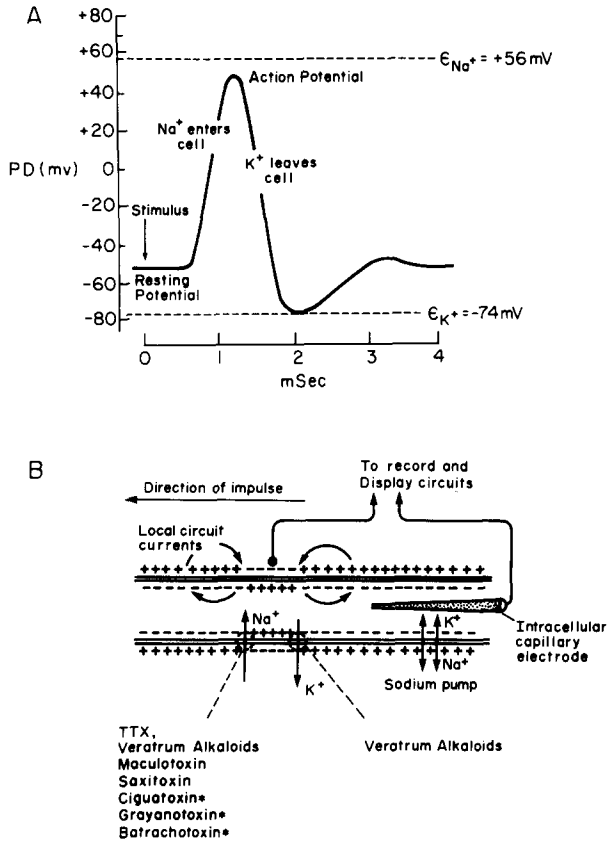 A
+80
+60
+40
+20
0
-20
-40
-60
-80
PD (mv)
ϵNa+ = +56 mV
Action Potential
Na+ enters
cell
K+ leaves
cell
Stimulus
Resting
Potential
ϵK+ = -74 mV
0 1 2 3 4
mSec
B
To record and
Display circuits
Direction of impulse
Local circuit
currents
Na+
K+
K+
Na+
Sodium pump
Intracellular
capillary
electrode
TTX,
Veratrum Alkaloids
Maculotoxin
Saxitoxin
Ciguatoxin*
Grayanotoxin*
Batrachotoxin*
Veratrum Alkaloids